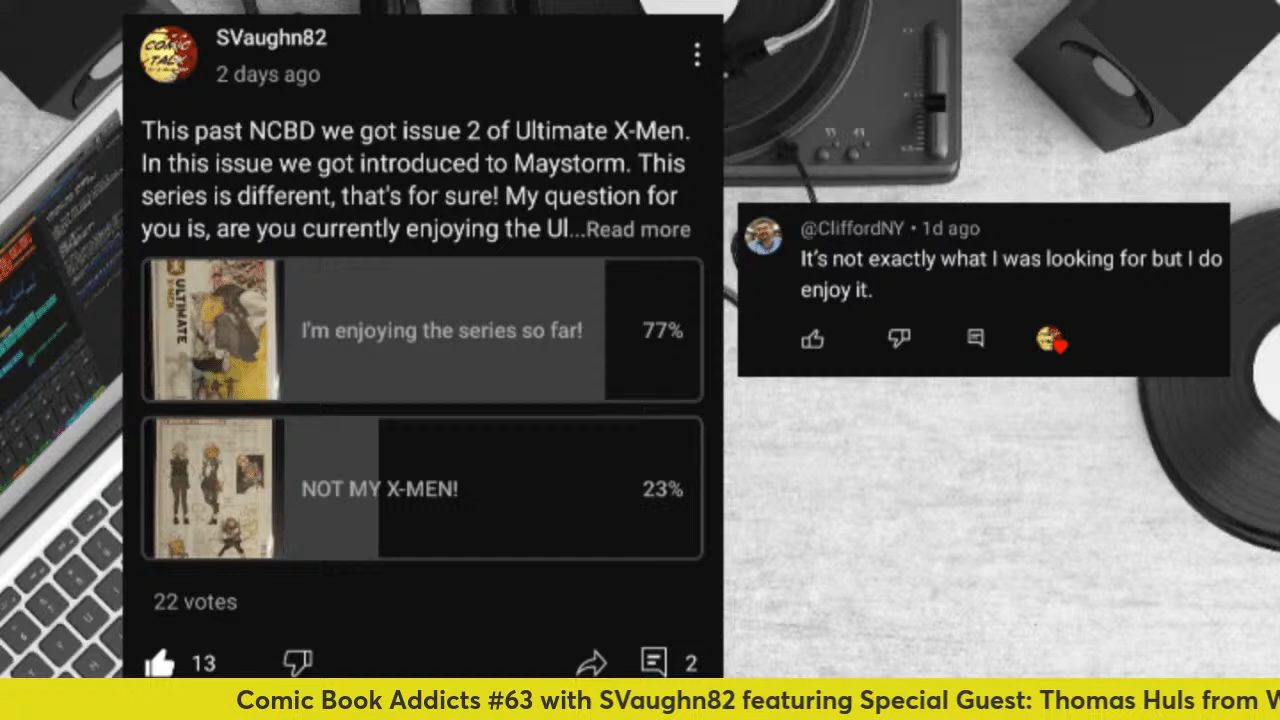 COMIC
TALK
SVaughn82
2 days ago
This past NCBD we got issue 2 of Ultimate X-Men.
In this issue we got introduced to Maystorm. This
series is different, that's for sure! My question for
you is, are you currently enjoying the Ul...Read more
ULTIMATE
X-MEN
I'm enjoying the series so far!
77%
NOT MY X-MEN!
23%
22 votes
13
2
@CliffordNY • 1d ago
It's not exactly what I was looking for but I do
enjoy it.
Comic Book Addicts #63 with SVaughn82 featuring Special Guest: Thomas Huls from W